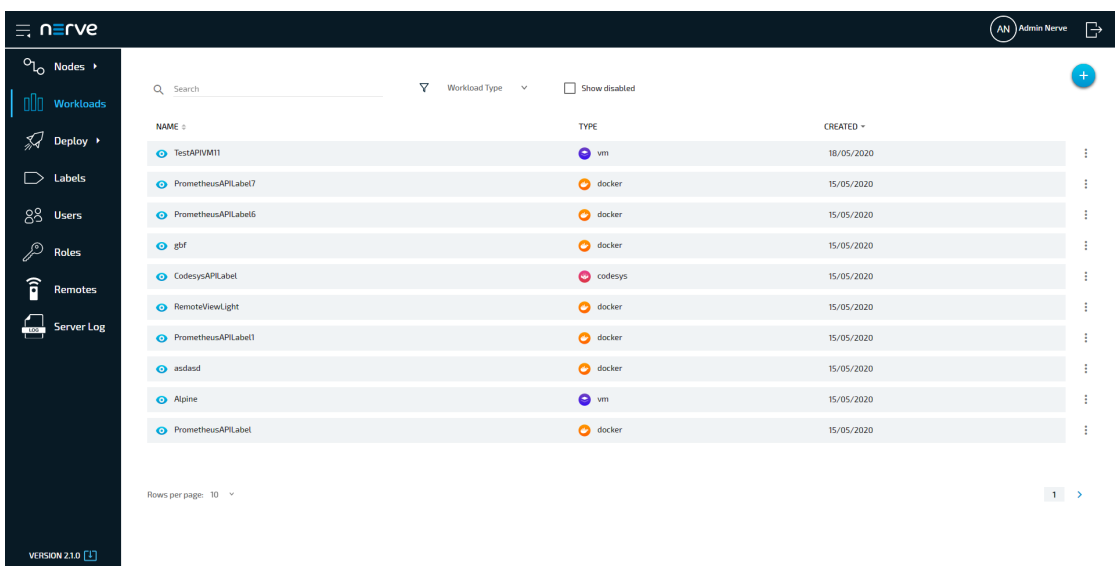 nerve
AN Admin Nerve
Nodes
Workloads
Deploy
Labels
Users
Roles
Remotes
LOG Server Log
VERSION 2.1.0
Search Workload Type Show disabled
+
NAME TYPE CREATED
TestAPIVM11 vm 18/05/2020
PrometheusAPILabel7 docker 15/05/2020
PrometheusAPILabel6 docker 15/05/2020
gbf docker 15/05/2020
CodesysAPILabel codesys 15/05/2020
RemoteViewLight docker 15/05/2020
PrometheusAPILabel1 docker 15/05/2020
asdasd docker 15/05/2020
Alpine vm 15/05/2020
PrometheusAPILabel docker 15/05/2020
Rows per page: 10 1